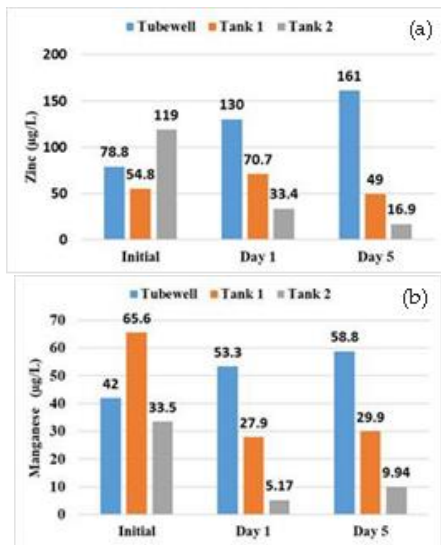 Tubewell Tank 1 Tank 2 (a)
200
150
100
50
0
Zinc (µg/L)
78.8 54.8 119
130 70.7 33.4
161 49 16.9
Initial Day 1 Day 5
Tubewell Tank 1 Tank 2 (b)
70
60
50
40
30
20
10
0
Manganese (µg/L)
42 65.6 33.5
53.3 27.9 5.17
58.8 29.9 9.94
Initial Day 1 Day 5